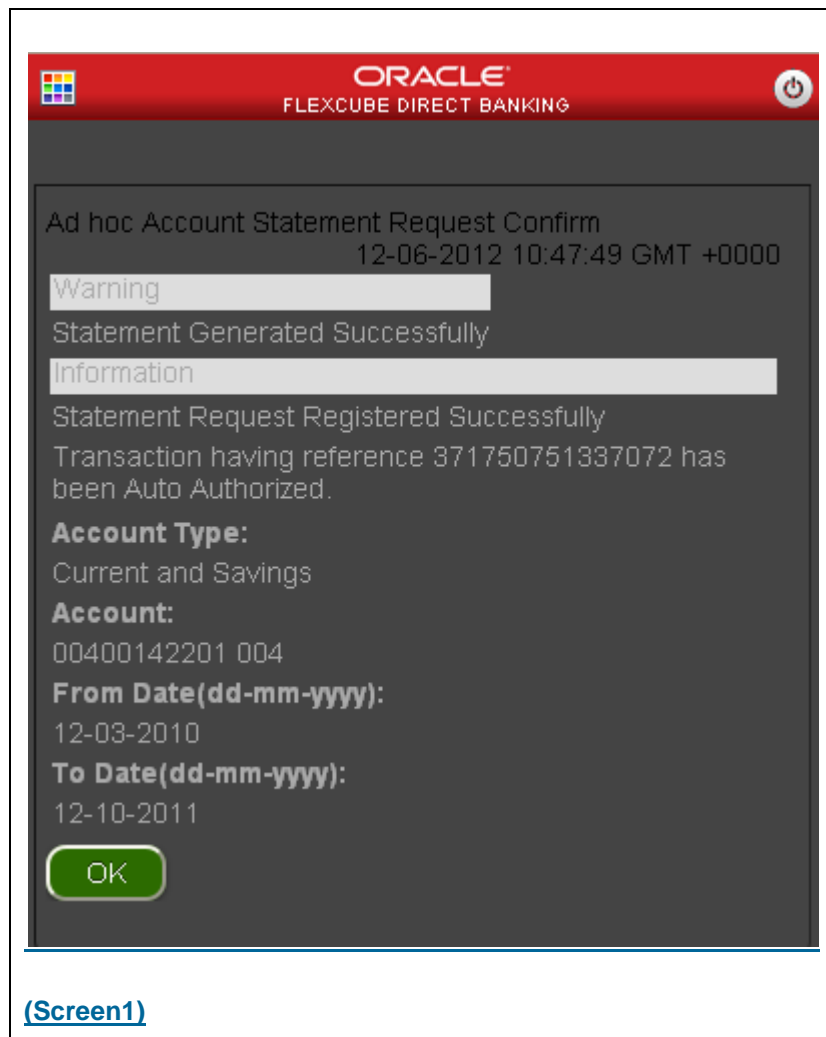 ORACLE
FLEXCUBE DIRECT BANKING
Ad hoc Account Statement Request Confirm
12-06-2012 10:47:49 GMT +0000
Warning
Statement Generated Successfully
Information
Statement Request Registered Successfully
Transaction having reference 371750751337072 has
been Auto Authorized.
Account Type:
Current and Savings
Account:
00400142201 004
From Date(dd-mm-yyyy):
12-03-2010
To Date(dd-mm-yyyy):
12-10-2011
OK
(Screen1)